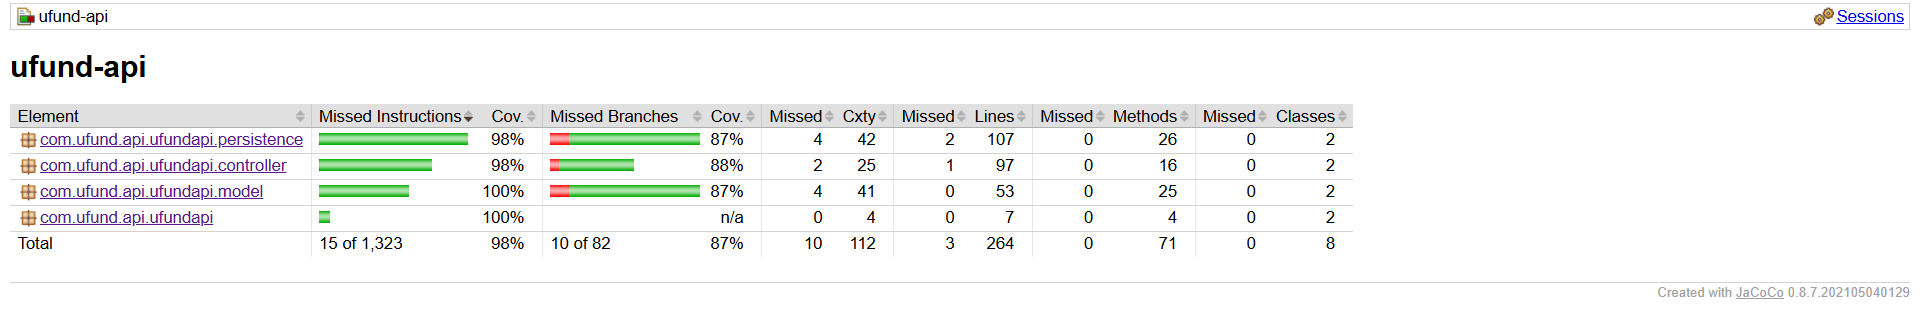 ufund-api Sessions
ufund-api
Element Missed Instructions Cov. Missed Branches Cov. Missed Cxty Missed Lines Missed Methods Missed Classes
com.ufund.api.ufundapi.persistence 98% 87% 4 42 2 107 0 26 0 2
com.ufund.api.ufundapi.controller 98% 88% 2 25 1 97 0 16 0 2
com.ufund.api.ufundapi.model 100% 87% 4 41 0 53 0 25 0 2
com.ufund.api.ufundapi 100% n/a 0 4 0 7 0 4 0 2
Total 15 of 1,323 98% 10 of 82 87% 10 112 3 264 0 71 0 8
Created with JaCoCo 0.8.7.202105040129